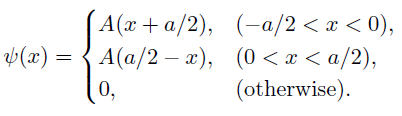 A(x + a/2), (−a/2 < x < 0),
ψ(x) = { A(a/2 − x), (0 < x < a/2),
0, (otherwise).